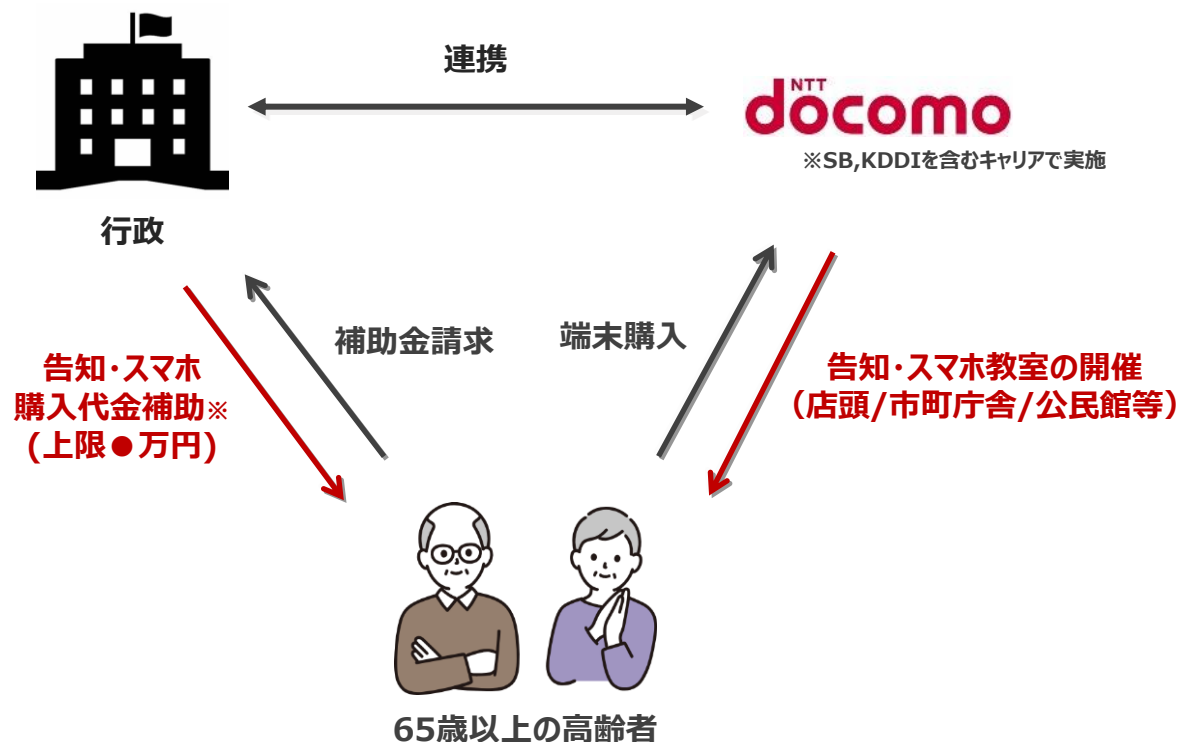 連携
NTT
docomo
※SB,KDDIを含むキャリアで実施
行政
補助金請求
端末購入
告知・スマホ
購入代金補助※
(上限●万円)
告知・スマホ教室の開催
（店頭/市町庁舎/公民館等）
65歳以上の高齢者